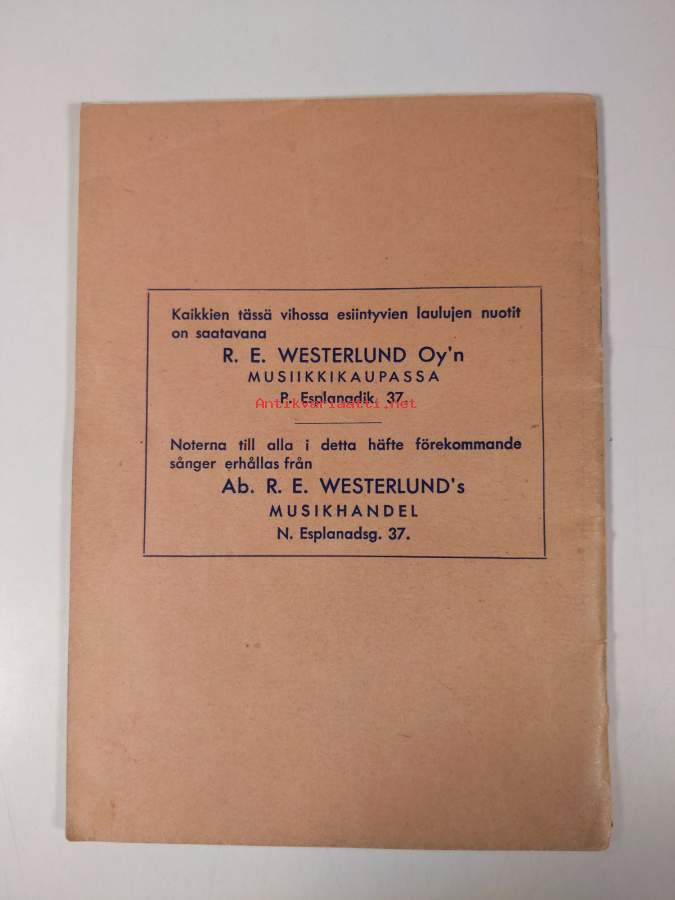 Kaikkien tässä vihossa esiintyvien laulujen nuotit
on saatavana
R. E. WESTERLUND Oy'n
MUSIIKKIKAUPASSA
P. Esplanadik. 37.
Antikvariaatti.net
Noterna till alla i detta häfte förekommande
sånger erhållas från
Ab. R. E. WESTERLUND's
MUSIKHANDEL
N. Esplanadsg. 37.